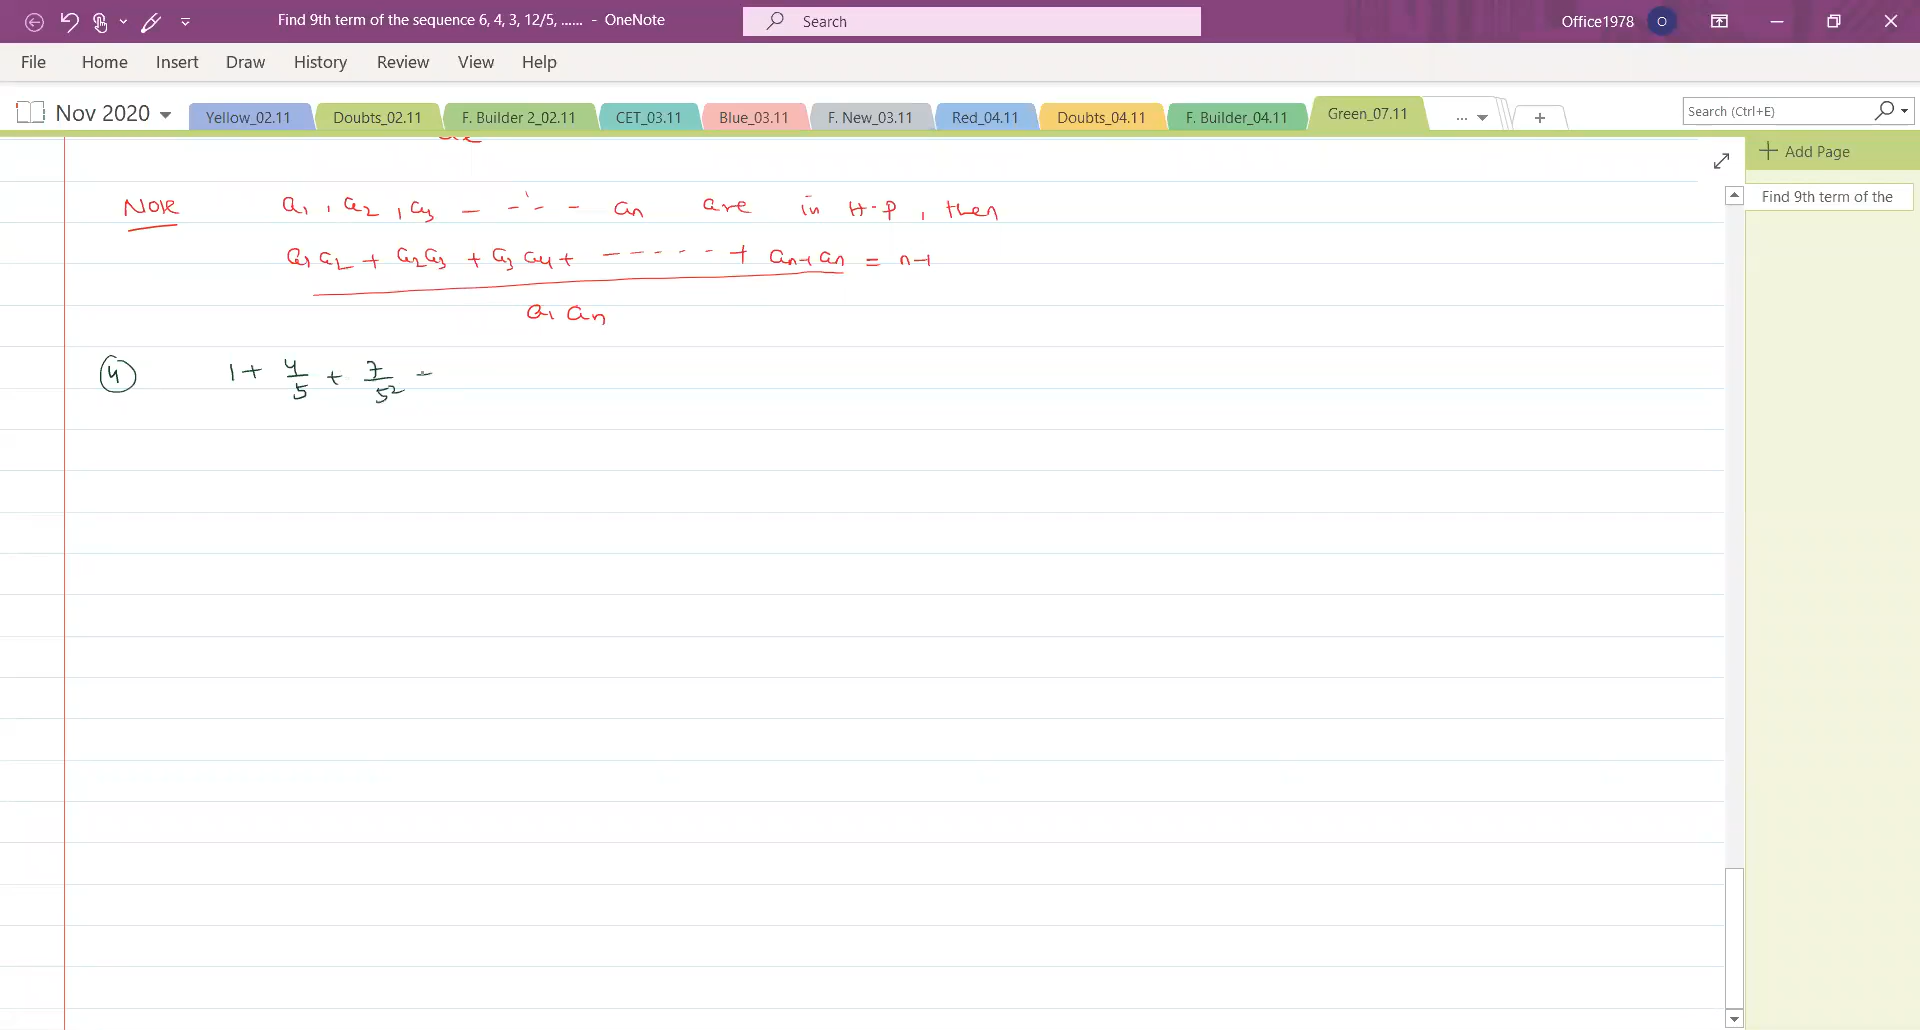 Find 9th term of the sequence 6, 4, 3, 12/5, ...... - OneNote
Search
Office1978
O
File Home Insert Draw History Review View Help
Nov 2020
Yellow_02.11 Doubts_02.11 F. Builder 2_02.11 CET_03.11 Blue_03.11 F. New_03.11 Red_04.11 Doubts_04.11 F. Builder_04.11 Green_07.11 ... +
Search (Ctrl+E)
Add Page
Find 9th term of the
Note a₁, a₂, a₃ - - - - aₙ are in H.P, then
a₁a₂ + a₂a₃ + a₃a₄ + ------- + aₙ₋₁aₙ = n-1
a₁aₙ
④ 1 + 4/5 + 7/5² -